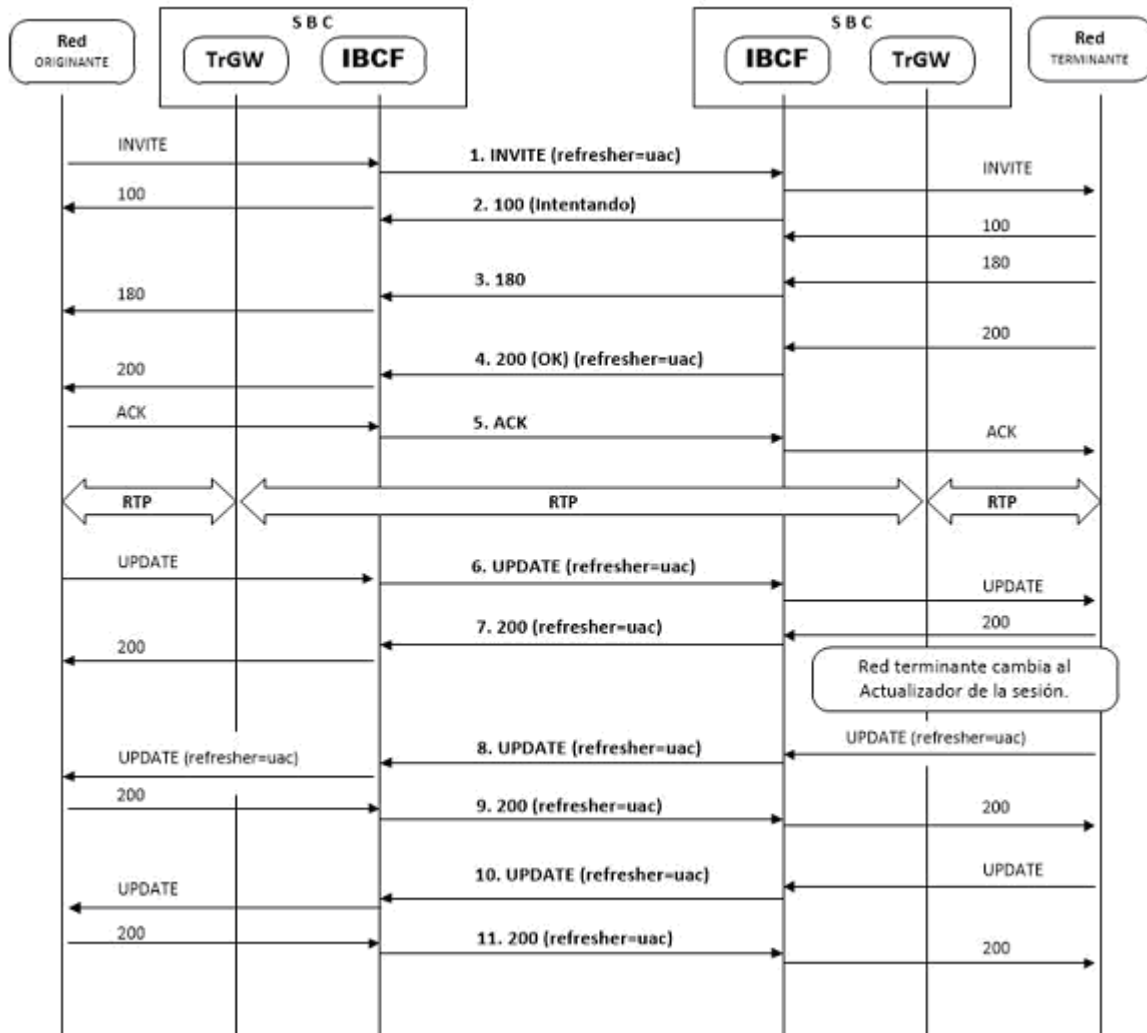 S B C
S B C
Red
ORIGINANTE
TrGW
IBCF
IBCF
TrGW
Red
TERMINANTE
INVITE
1. INVITE (refresher=uac)
INVITE
100
2. 100 (Intentando)
100
180
3. 180
180
200
4. 200 (OK) (refresher=uac)
200
ACK
5. ACK
ACK
RTP
RTP
RTP
UPDATE
6. UPDATE (refresher=uac)
UPDATE
7. 200 (refresher=uac)
200
200
Red terminante cambia al
Actualizador de la sesión.
UPDATE (refresher=uac)
8. UPDATE (refresher=uac)
UPDATE (refresher=uac)
200
9. 200 (refresher=uac)
200
10. UPDATE (refresher=uac)
UPDATE
UPDATE
200
11. 200 (refresher=uac)
200